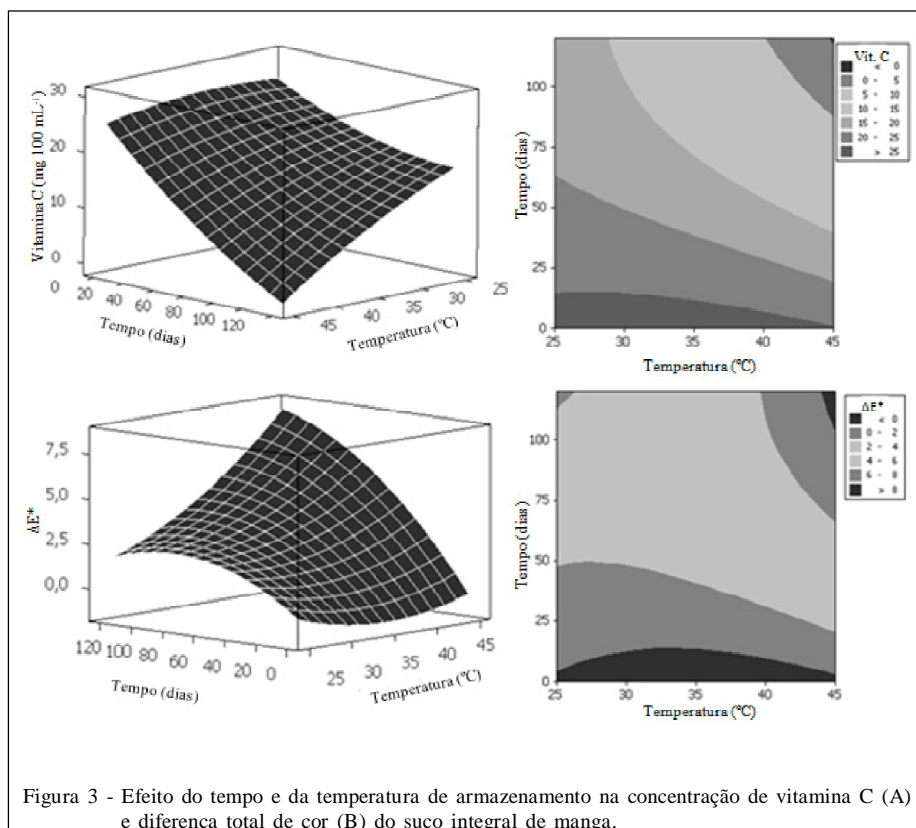 Vitamina C (mg 100 mL⁻¹)
30
20
10
0
0
20
40
60
80
100
120
Tempo (dias)
45
40
35
30
25
Temperatura (ºC)
100
75
50
25
0
Tempo (dias)
25
30
35
40
45
Temperatura (ºC)
Vit. C
< 0
0 - 5
5 - 10
10 - 15
15 - 20
20 - 25
> 25
ΔE*
7,5
5,0
2,5
0,0
120
100
80
60
40
20
0
Tempo (dias)
25
30
35
40
45
Temperatura (ºC)
100
75
50
25
0
Tempo (dias)
25
30
35
40
45
Temperatura (ºC)
ΔE*
< 0
0 - 2
2 - 4
4 - 6
6 - 8
> 8
Figura 3 - Efeito do tempo e da temperatura de armazenamento na concentração de vitamina C (A)
e diferença total de cor (B) do suco integral de manga.